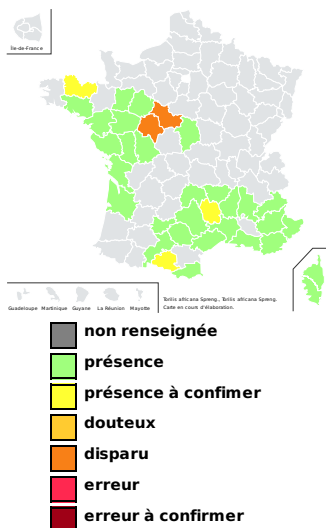 Île-de-France
Guadeloupe Martinique Guyane La Réunion Mayotte
Torilis africana Spreng., Torilis africana Spreng.
Carte en cours d'élaboration.
non renseignée
présence
présence à confimer
douteux
disparu
erreur
erreur à confirmer